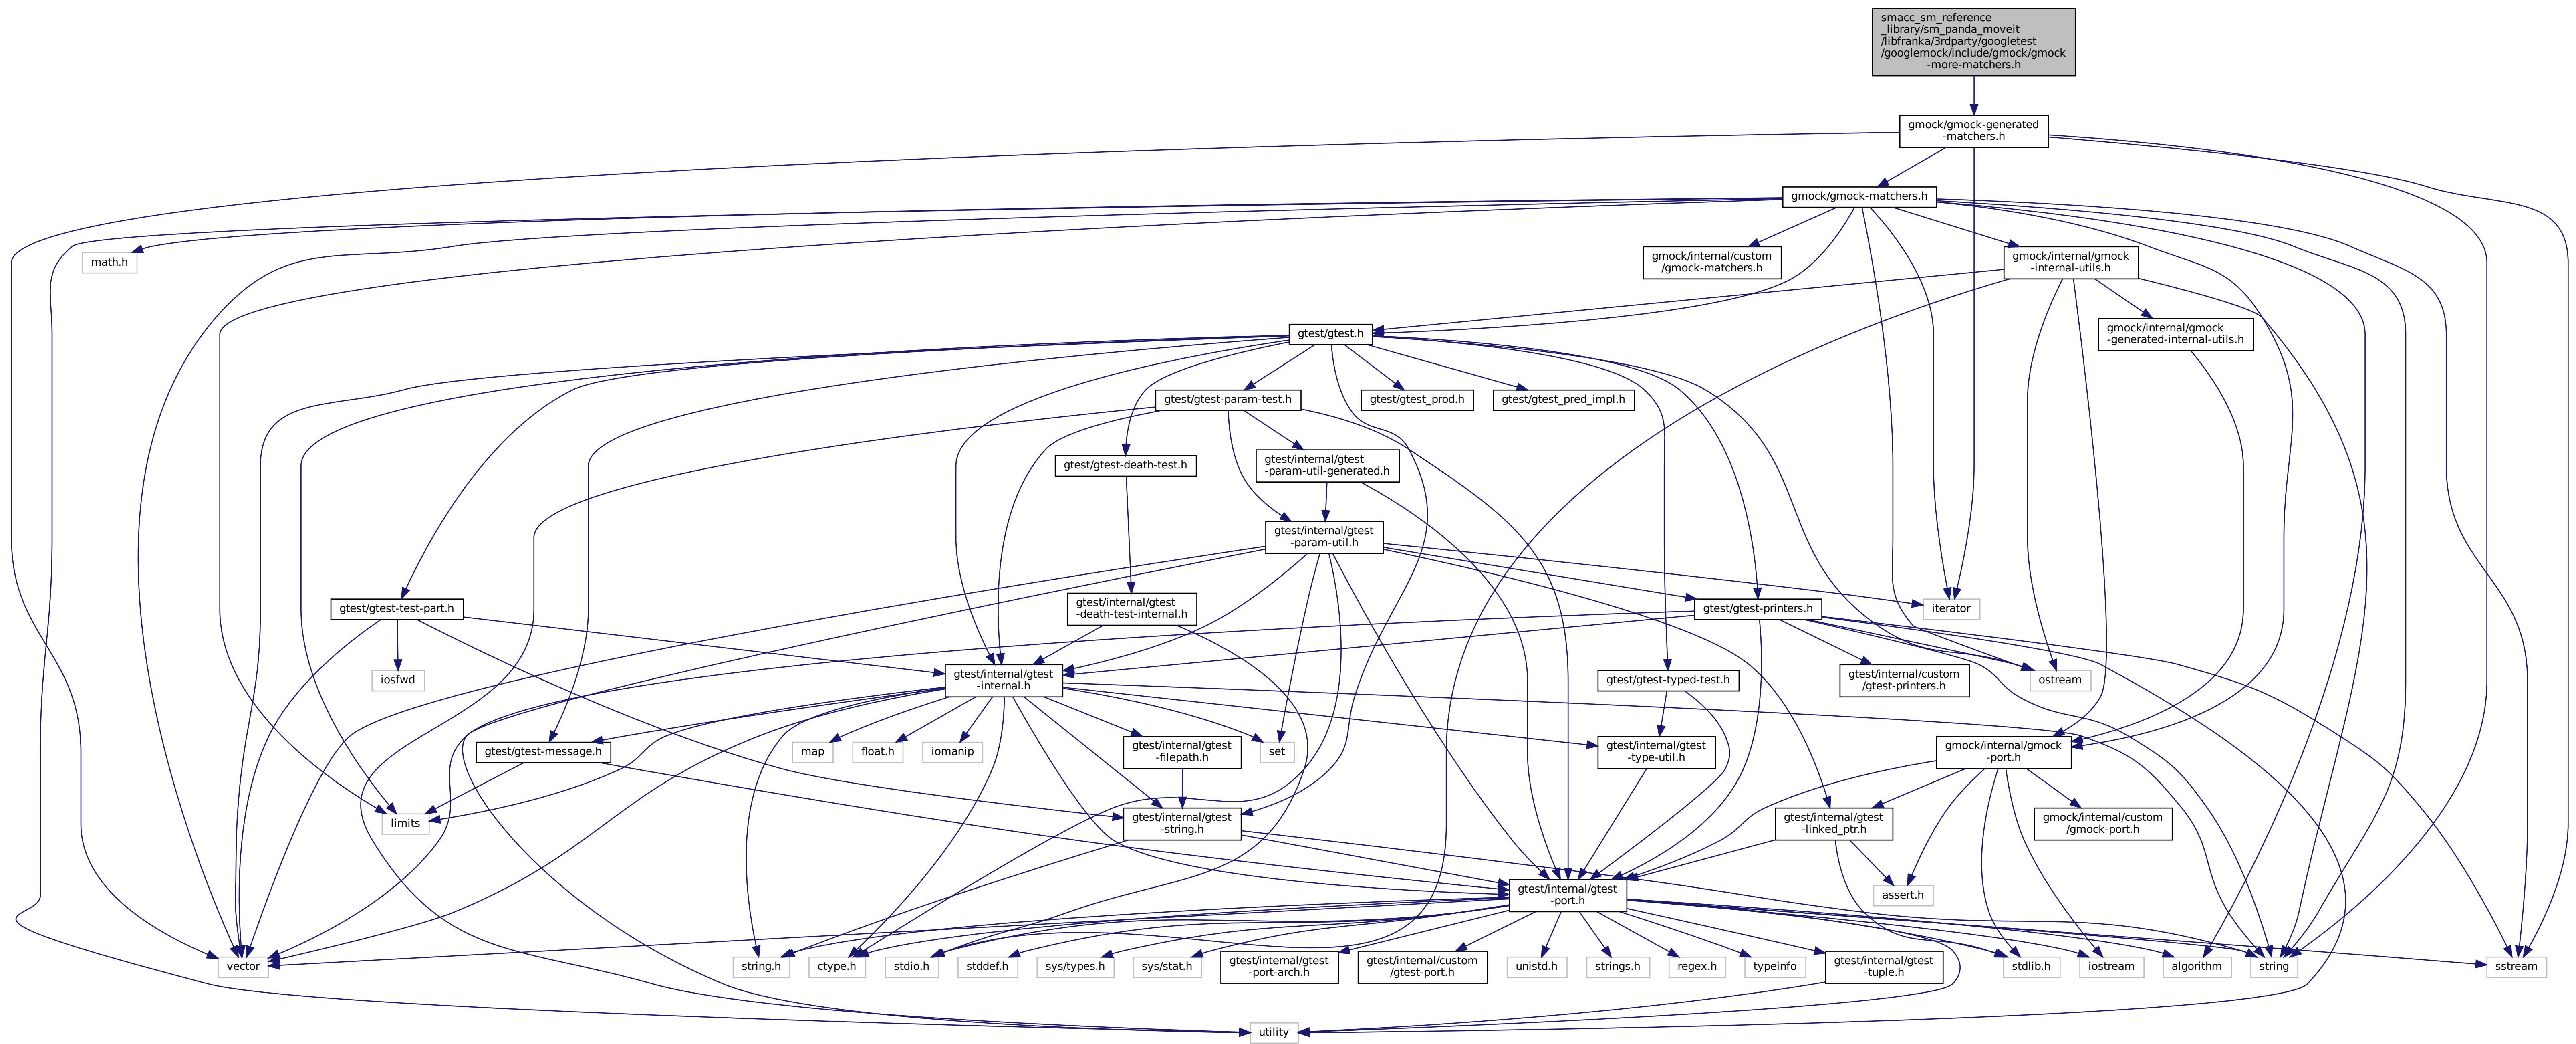 smacc_sm_reference
_library/sm_panda_moveit
/libfranka/3rdparty/googletest
/googlemock/include/gmock/gmock
-more-matchers.h
gmock/gmock-generated
-matchers.h
gmock/gmock-matchers.h
math.h
gmock/internal/custom
/gmock-matchers.h
gmock/internal/gmock
-internal-utils.h
gtest/gtest.h
gmock/internal/gmock
-generated-internal-utils.h
gtest/gtest-param-test.h
gtest/gtest_prod.h
gtest/gtest_pred_impl.h
gtest/gtest-death-test.h
gtest/internal/gtest
-param-util-generated.h
gtest/internal/gtest
-param-util.h
gtest/gtest-test-part.h
gtest/internal/gtest
-death-test-internal.h
gtest/gtest-printers.h
iterator
iosfwd
gtest/internal/gtest
-internal.h
gtest/gtest-typed-test.h
gtest/internal/custom
/gtest-printers.h
ostream
gtest/gtest-message.h
map
float.h
iomanip
gtest/internal/gtest
-filepath.h
set
gtest/internal/gtest
-type-util.h
gmock/internal/gmock
-port.h
limits
gtest/internal/gtest
-string.h
gtest/internal/gtest
-linked_ptr.h
gmock/internal/custom
/gmock-port.h
gtest/internal/gtest
-port.h
assert.h
vector
string.h
ctype.h
stdio.h
stddef.h
sys/types.h
sys/stat.h
gtest/internal/gtest
-port-arch.h
gtest/internal/custom
/gtest-port.h
unistd.h
strings.h
regex.h
typeinfo
gtest/internal/gtest
-tuple.h
stdlib.h
iostream
algorithm
string
sstream
utility